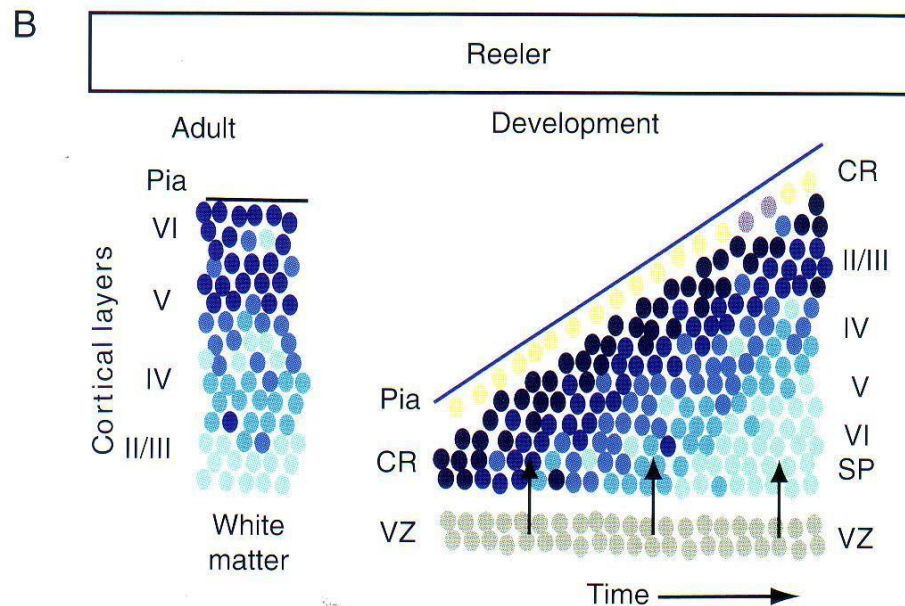 B
Reeler
Adult
Development
Pia
VI
V
IV
II/III
Cortical layers
White
matter
Pia
CR
VZ
CR
II/III
IV
V
VI
SP
VZ
Time